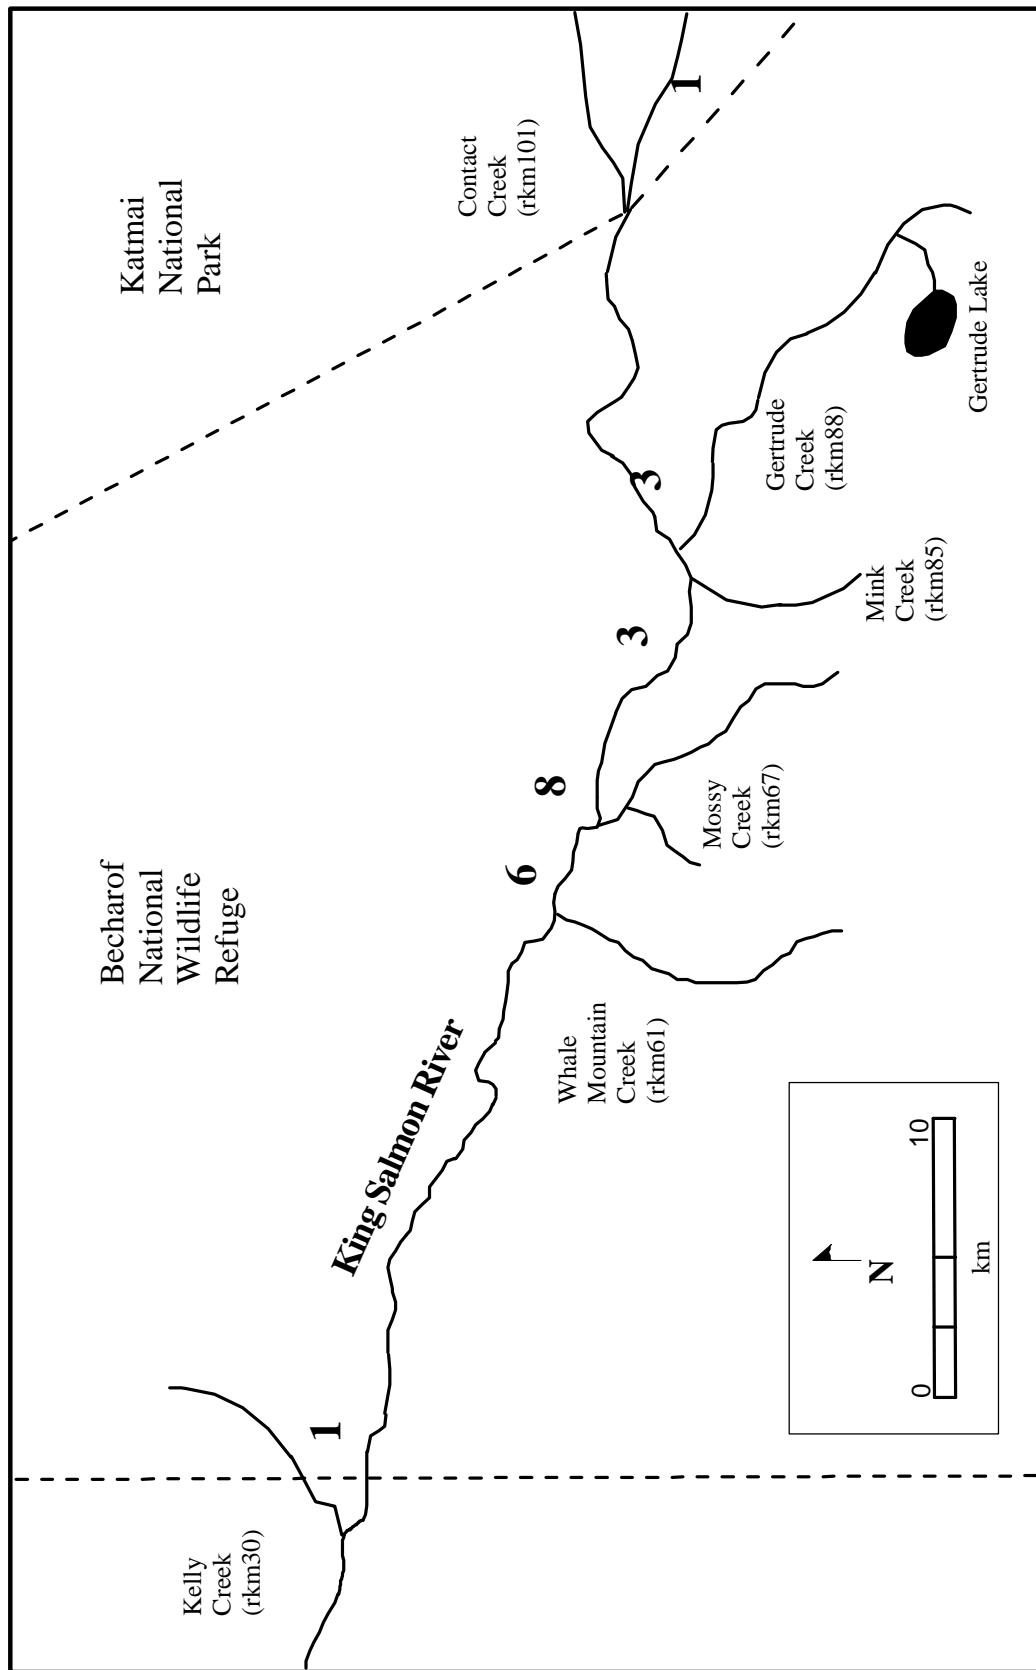 Katmai
National
Park
Contact
Creek
(rkm101)
1
Gertrude Lake
Gertrude
Creek
(rkm88)
3
Mink
Creek
(rkm85)
3
8
Mossy
Creek
(rkm67)
6
Becharof
National
Wildlife
Refuge
Whale
Mountain
Creek
(rkm61)
King Salmon River
1
Kelly
Creek
(rkm30)
N
0
10
km